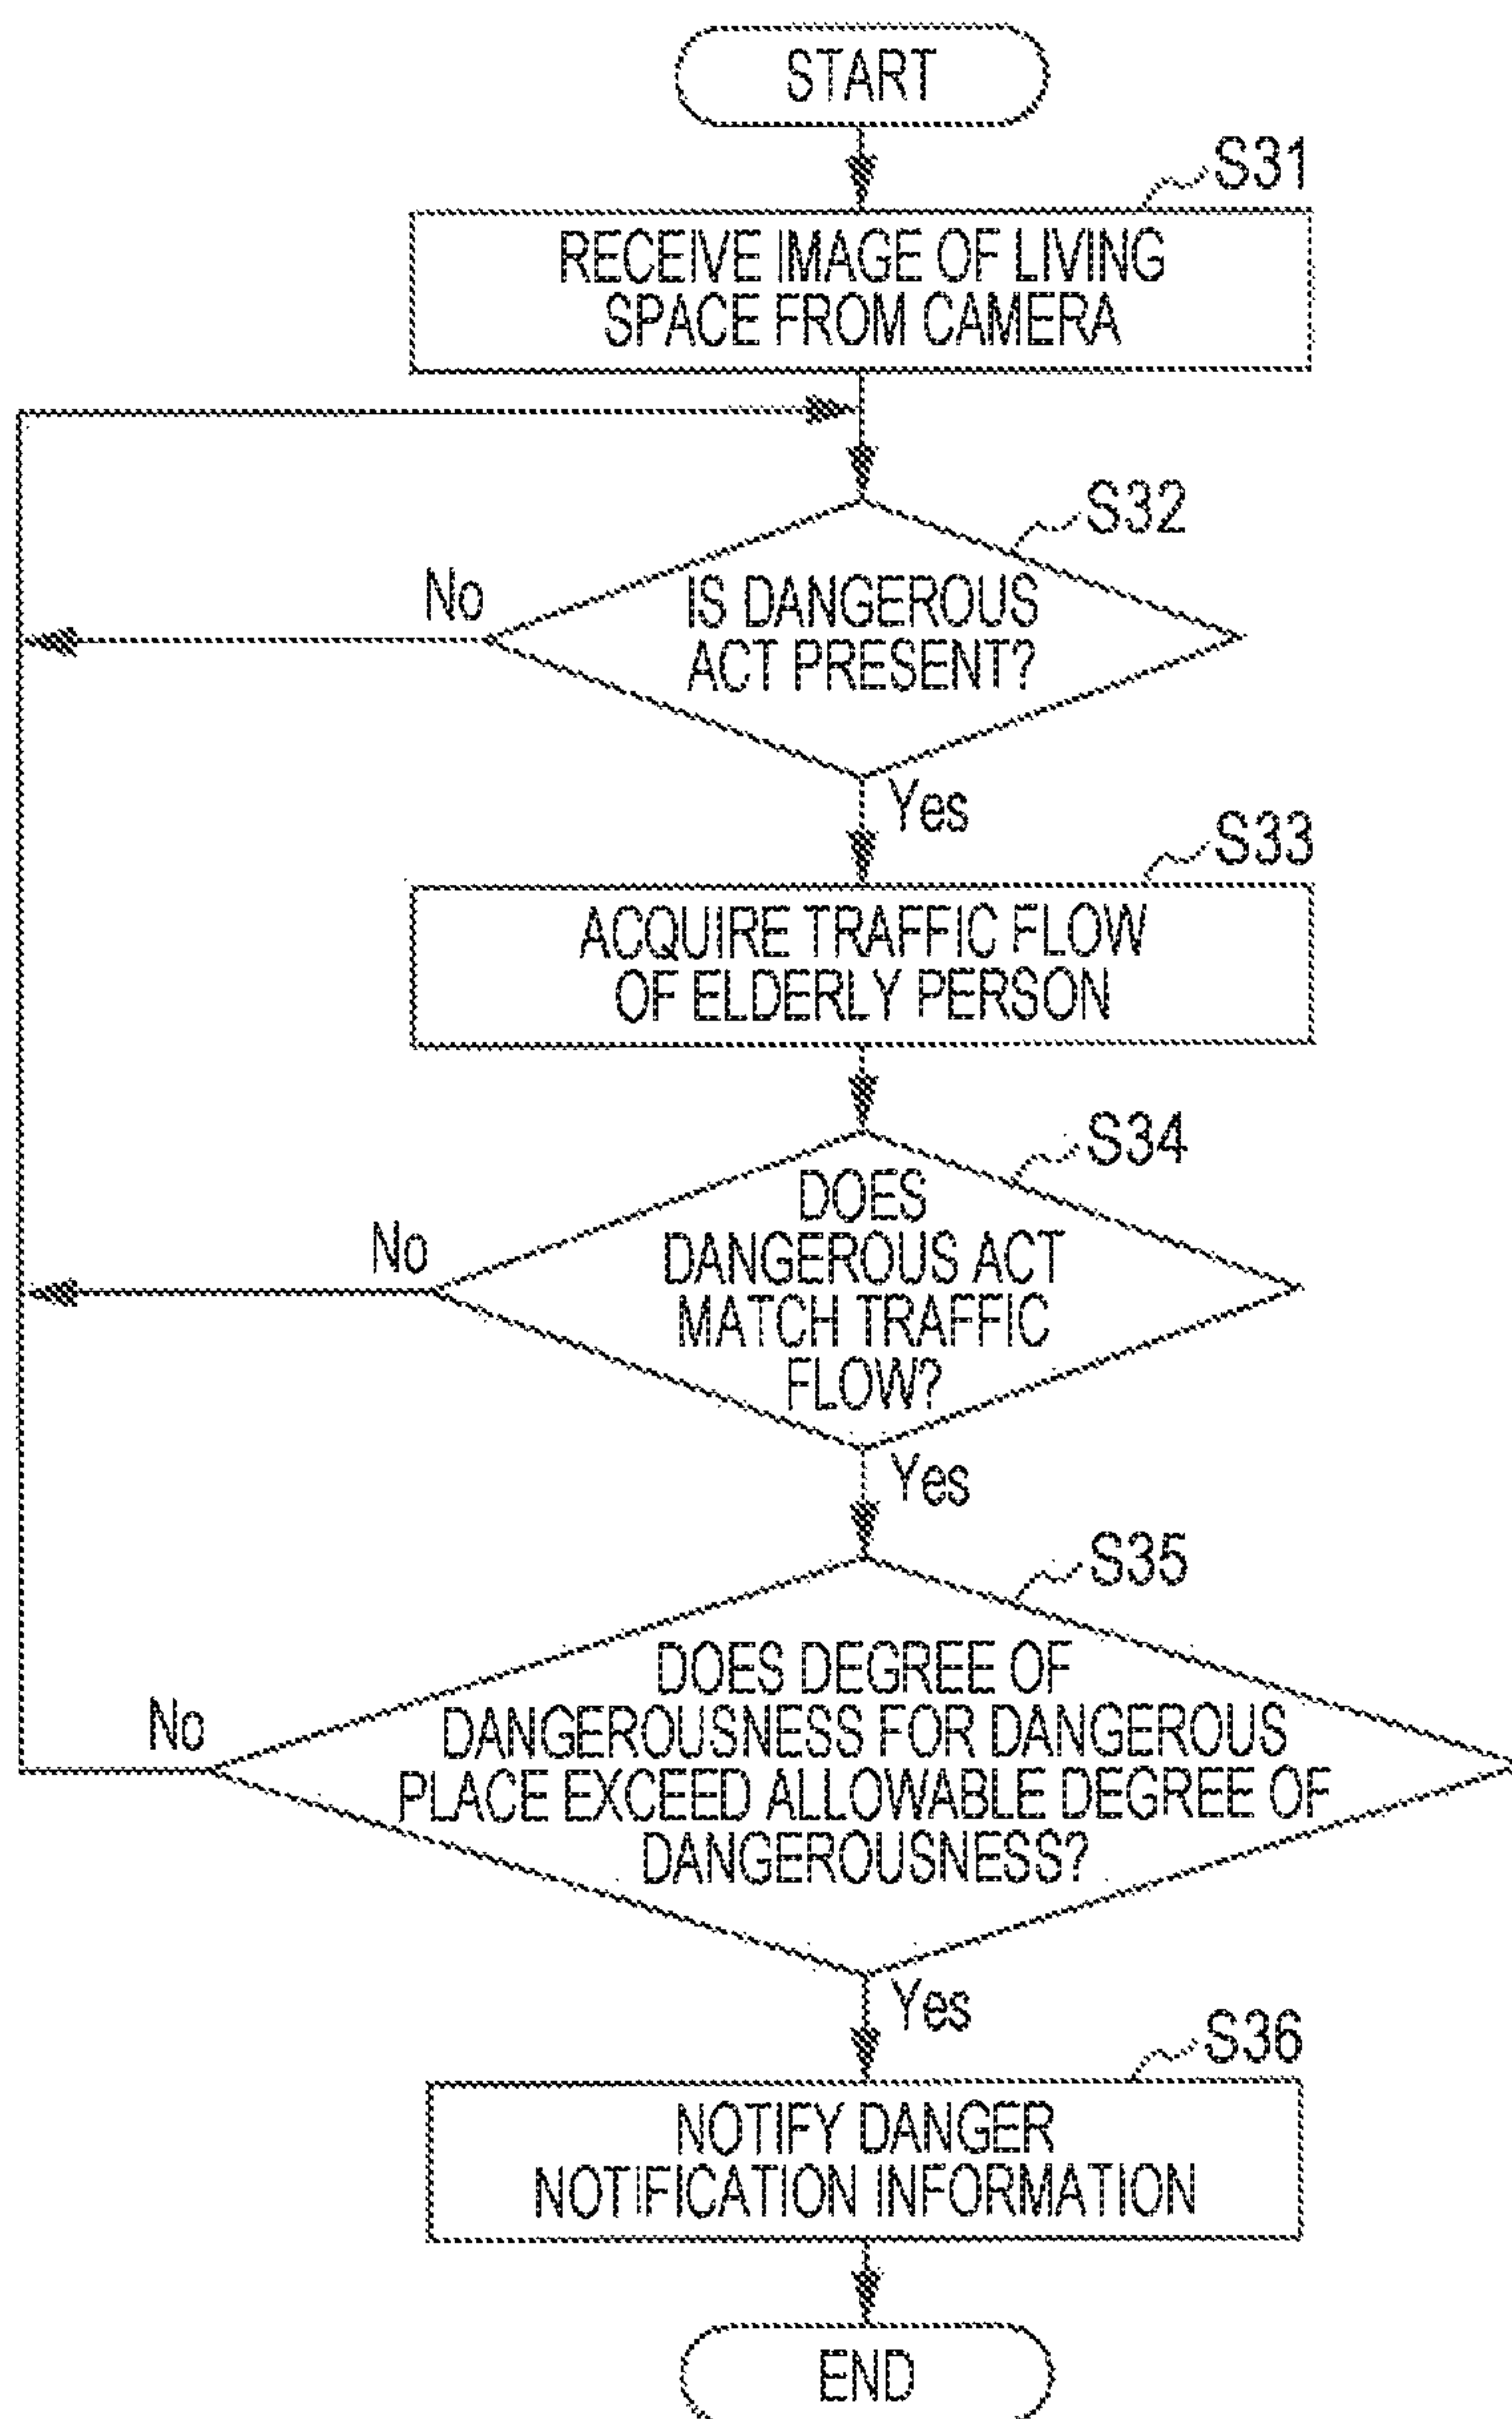 START
S31
RECEIVE IMAGE OF LIVING
SPACE FROM CAMERA
S32
No
IS DANGEROUS
ACT PRESENT?
Yes
S33
ACQUIRE TRAFFIC FLOW
OF ELDERLY PERSON
S34
No
DOES
DANGEROUS ACT
MATCH TRAFFIC
FLOW?
Yes
S35
No
DOES DEGREE OF
DANGEROUSNESS FOR DANGEROUS
PLACE EXCEED ALLOWABLE DEGREE OF
DANGEROUSNESS?
Yes
S36
NOTIFY DANGER
NOTIFICATION INFORMATION
END